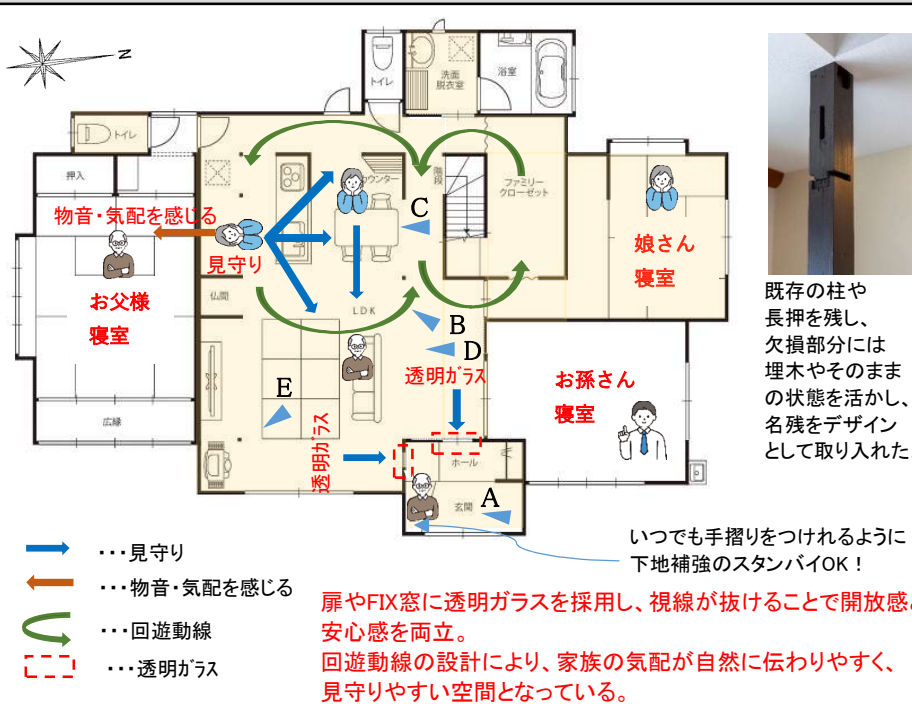 N
トイレ
洗面
脱衣室
浴室
トイレ
押入
カウンター
階段
ファミリー
クローゼット
物音・気配を感じる
見守り
C
娘さん
寝室
お父様
寝室
仏間
LDK
B
D
透明ガラス
E
お孫さん
寝室
広縁
透明ガラス
ホール
玄関
A
既存の柱や
長押を残し、
欠損部分には
埋木やそのまま
の状態を活かし、
名残をデザイン
として取り入れた
いつでも手摺りをつけれるように
下地補強のスタンバイOK！
・・・見守り
・・・物音・気配を感じる
・・・回遊動線
・・・透明ガラス
扉やFIX窓に透明ガラスを採用し、視線が抜けることで開放感
安心感を両立。
回遊動線の設計により、家族の気配が自然に伝わりやすく、
見守りやすい空間となっている。